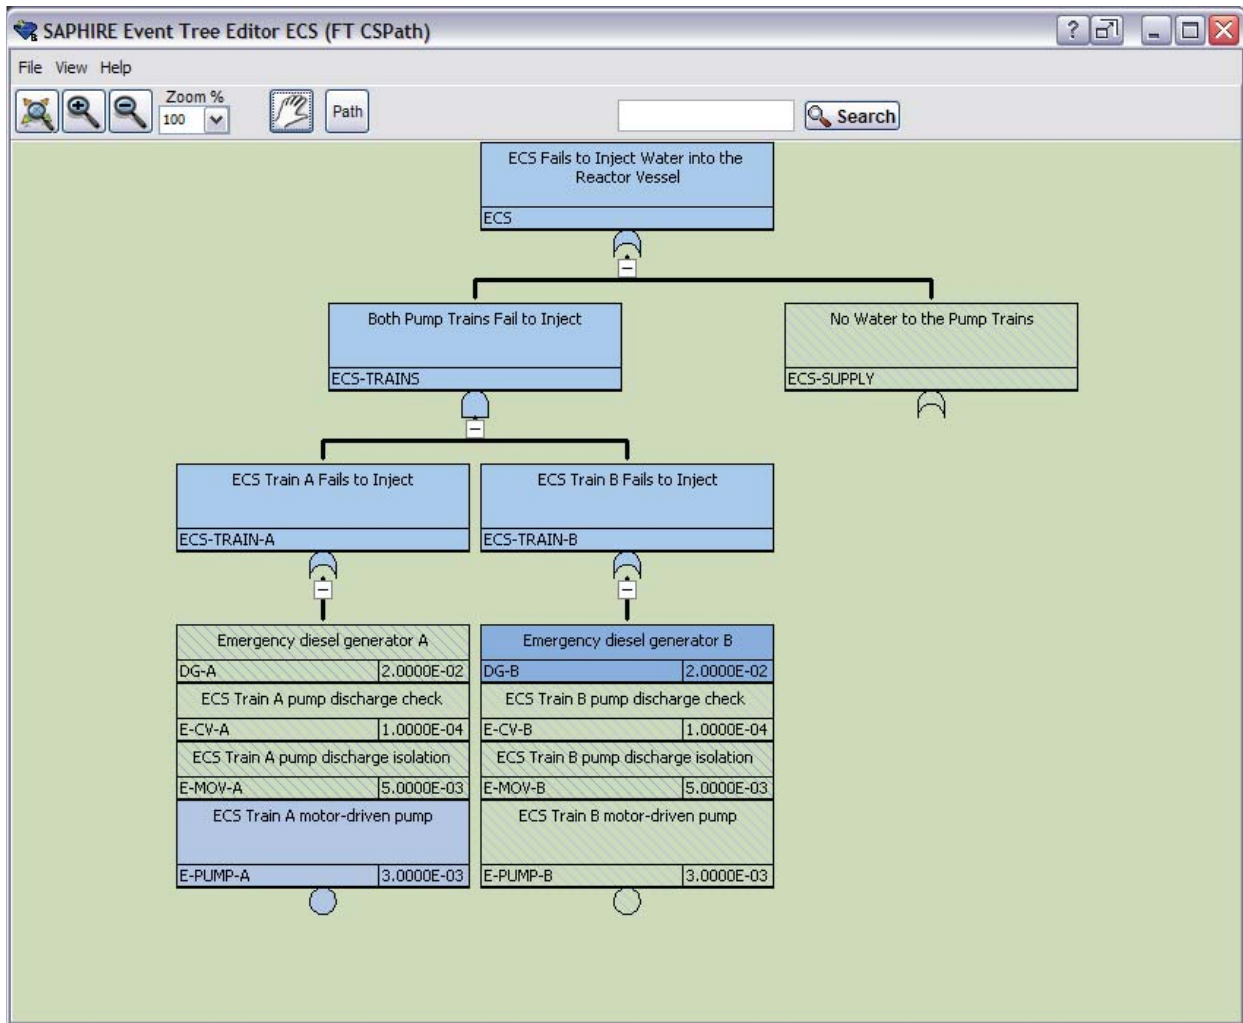 SAPHIRE Event Tree Editor ECS (FT CSPath)
File View Help
Zoom %
100
Path
Search
ECS Fails to Inject Water into the
Reactor Vessel
ECS
Both Pump Trains Fail to Inject
ECS-TRAINS
No Water to the Pump Trains
ECS-SUPPLY
ECS Train A Fails to Inject
ECS-TRAIN-A
ECS Train B Fails to Inject
ECS-TRAIN-B
Emergency diesel generator A
DG-A 2.0000E-02
ECS Train A pump discharge check
E-CV-A 1.0000E-04
ECS Train A pump discharge isolation
E-MOV-A 5.0000E-03
ECS Train A motor-driven pump
E-PUMP-A 3.0000E-03
Emergency diesel generator B
DG-B 2.0000E-02
ECS Train B pump discharge check
E-CV-B 1.0000E-04
ECS Train B pump discharge isolation
E-MOV-B 5.0000E-03
ECS Train B motor-driven pump
E-PUMP-B 3.0000E-03